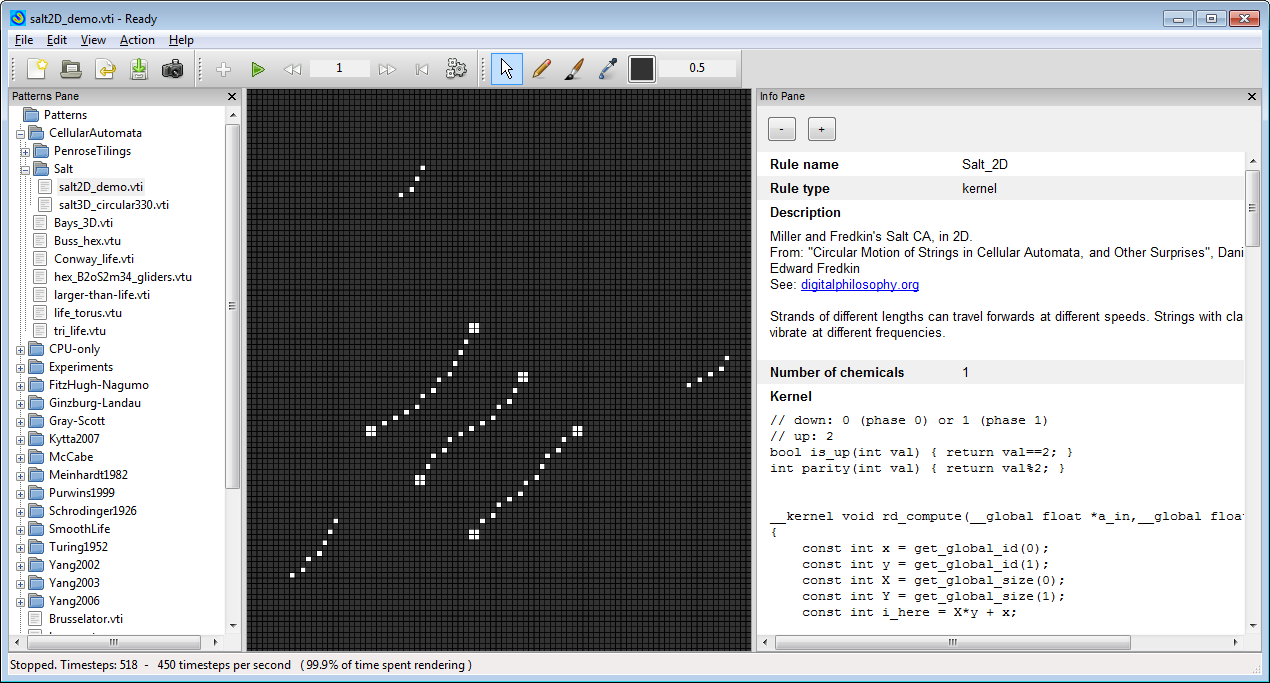 salt2D_demo.vti - Ready
File Edit View Action Help
1
0.5
Patterns Pane
Patterns
CellularAutomata
PenroseTilings
Salt
salt2D_demo.vti
salt3D_circular330.vti
Bays_3D.vti
Buss_hex.vtu
Conway_life.vti
hex_B2oS2m34_gliders.vtu
larger-than-life.vti
life_torus.vtu
tri_life.vtu
CPU-only
Experiments
FitzHugh-Nagumo
Ginzburg-Landau
Gray-Scott
Kytta2007
McCabe
Meinhardt1982
Purwins1999
Schrodinger1926
SmoothLife
Turing1952
Yang2002
Yang2003
Yang2006
Brusselator.vti
Info Pane
- +
Rule name Salt_2D
Rule type kernel
Description
Miller and Fredkin's Salt CA, in 2D.
From: "Circular Motion of Strings in Cellular Automata, and Other Surprises", Dani
Edward Fredkin
See: digitalphilosophy.org
Strands of different lengths can travel forwards at different speeds. Strings with cla
vibrate at different frequencies.
Number of chemicals 1
Kernel
// down: 0 (phase 0) or 1 (phase 1)
// up: 2
bool is_up(int val) { return val==2; }
int parity(int val) { return val%2; }
__kernel void rd_compute(__global float *a_in,__global float
{
const int x = get_global_id(0);
const int y = get_global_id(1);
const int X = get_global_size(0);
const int Y = get_global_size(1);
const int i_here = X*y + x;
Stopped. Timesteps: 518 - 450 timesteps per second ( 99.9% of time spent rendering )